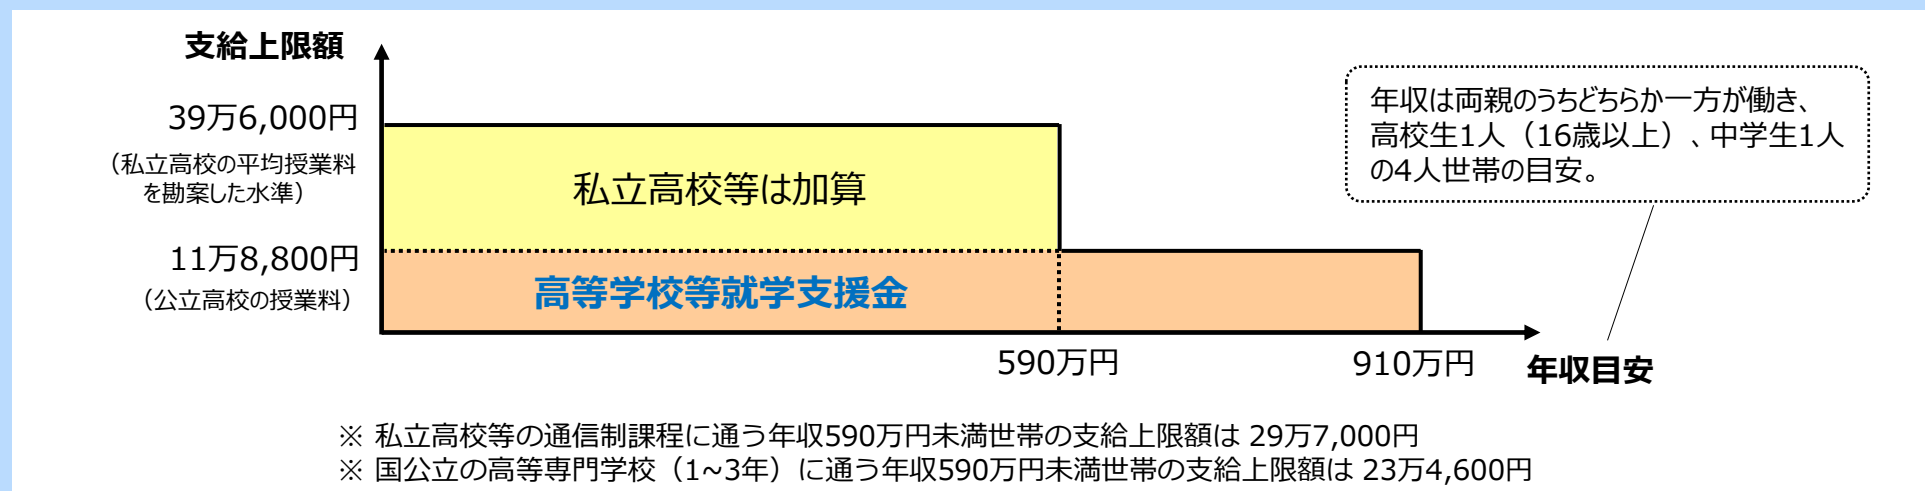 支給上限額
39万6,000円
（私立高校の平均授業料
を勘案した水準）
私立高校等は加算
11万8,800円
（公立高校の授業料）
高等学校等就学支援金
590万円
910万円
年収目安
年収は両親のうちどちらか一方が働き、
高校生1人（16歳以上）、中学生1人
の4人世帯の目安。
※ 私立高校等の通信制課程に通う年収590万円未満世帯の支給上限額は 29万7,000円
※ 国公立の高等専門学校（1~3年）に通う年収590万円未満世帯の支給上限額は 23万4,600円